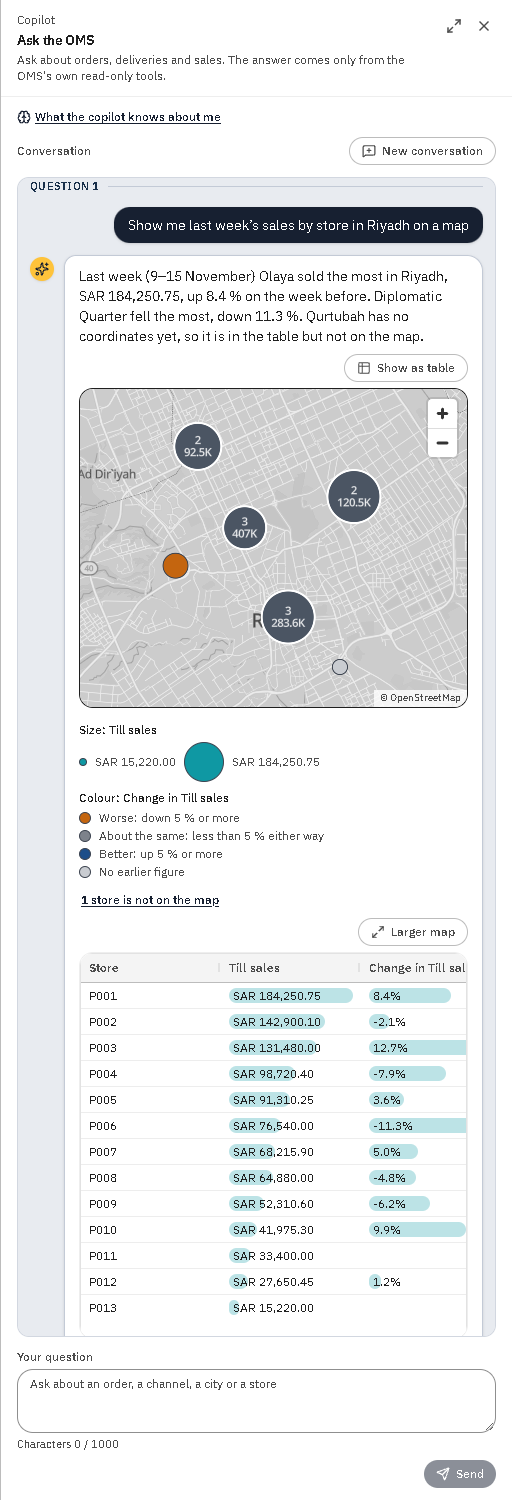 Copilot
Ask the OMS
Ask about orders, deliveries and sales. The answer comes only from the
OMS's own read-only tools.
What the copilot knows about me
Conversation
New conversation
QUESTION 1
Show me last week's sales by store in Riyadh on a map
Last week (9–15 November) Olaya sold the most in Riyadh,
SAR 184,250.75, up 8.4 % on the week before. Diplomatic
Quarter fell the most, down 11.3 %. Qurtubah has no
coordinates yet, so it is in the table but not on the map.
Show as table
+
−
2
92.5K
Ad Dir'iyah
2
120.5K
3
407K
40
3
283.6K
R
© OpenStreetMap
Size: Till sales
SAR 15,220.00
SAR 184,250.75
Colour: Change in Till sales
Worse: down 5 % or more
About the same: less than 5 % either way
Better: up 5 % or more
No earlier figure
1 store is not on the map
Larger map
Store Till sales Change in Till sal
P001 SAR 184,250.75 8.4%
P002 SAR 142,900.10 -2.1%
P003 SAR 131,480.00 12.7%
P004 SAR 98,720.40 -7.9%
P005 SAR 91,310.25 3.6%
P006 SAR 76,540.00 -11.3%
P007 SAR 68,215.90 5.0%
P008 SAR 64,880.00 -4.8%
P009 SAR 52,310.60 -6.2%
P010 SAR 41,975.30 9.9%
P011 SAR 33,400.00
P012 SAR 27,650.45 1.2%
P013 SAR 15,220.00
Your question
Ask about an order, a channel, a city or a store
Characters 0 / 1000
Send